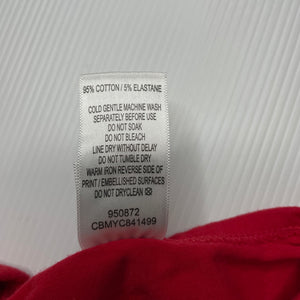 95% COTTON / 5% ELASTANE
COLD GENTLE MACHINE WASH
SEPARATELY BEFORE USE
DO NOT SOAK
DO NOT BLEACH
LINE DRY WITHOUT DELAY
DO NOT TUMBLE DRY
WARM IRON REVERSE SIDE OF
PRINT / EMBELLISHED SURFACES
DO NOT DRYCLEAN
950872
CBMYC841499